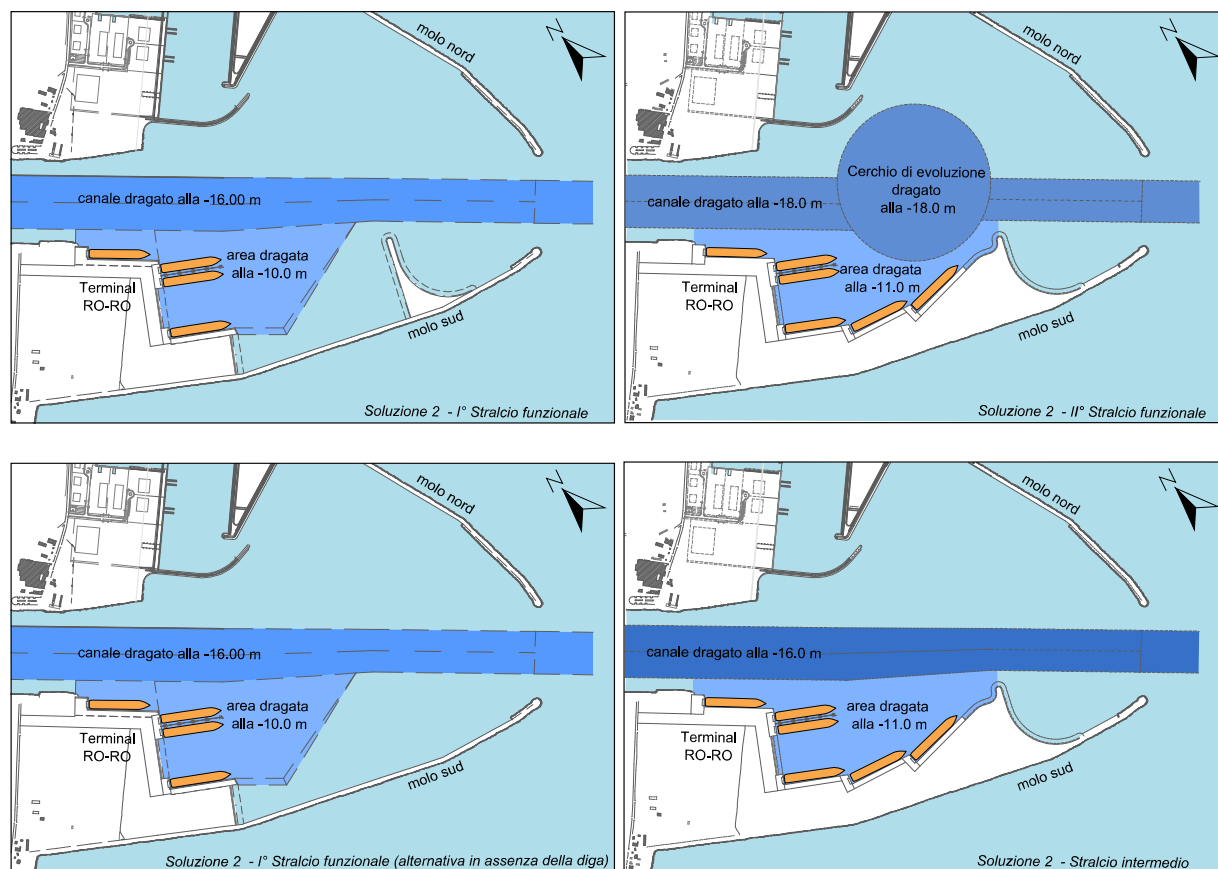 molo nord
N
canale dragato alla -16.00 m
area dragata
alla -10.0 m
Terminal
RO-RO
molo sud
Soluzione 2 - I° Stralcio funzionale
molo nord
N
Cerchio di evoluzione
dragato
alla -18.0 m
canale dragato alla -18.0 m
area dragata
alla -11.0 m
Terminal
RO-RO
molo sud
Soluzione 2 - II° Stralcio funzionale
molo nord
N
canale dragato alla -16.00 m
area dragata
alla -10.0 m
Terminal
RO-RO
molo sud
Soluzione 2 - I° Stralcio funzionale (alternativa in assenza della diga)
molo nord
N
canale dragato alla -16.0 m
area dragata
alla -11.0 m
Terminal
RO-RO
molo sud
Soluzione 2 - Stralcio intermedio